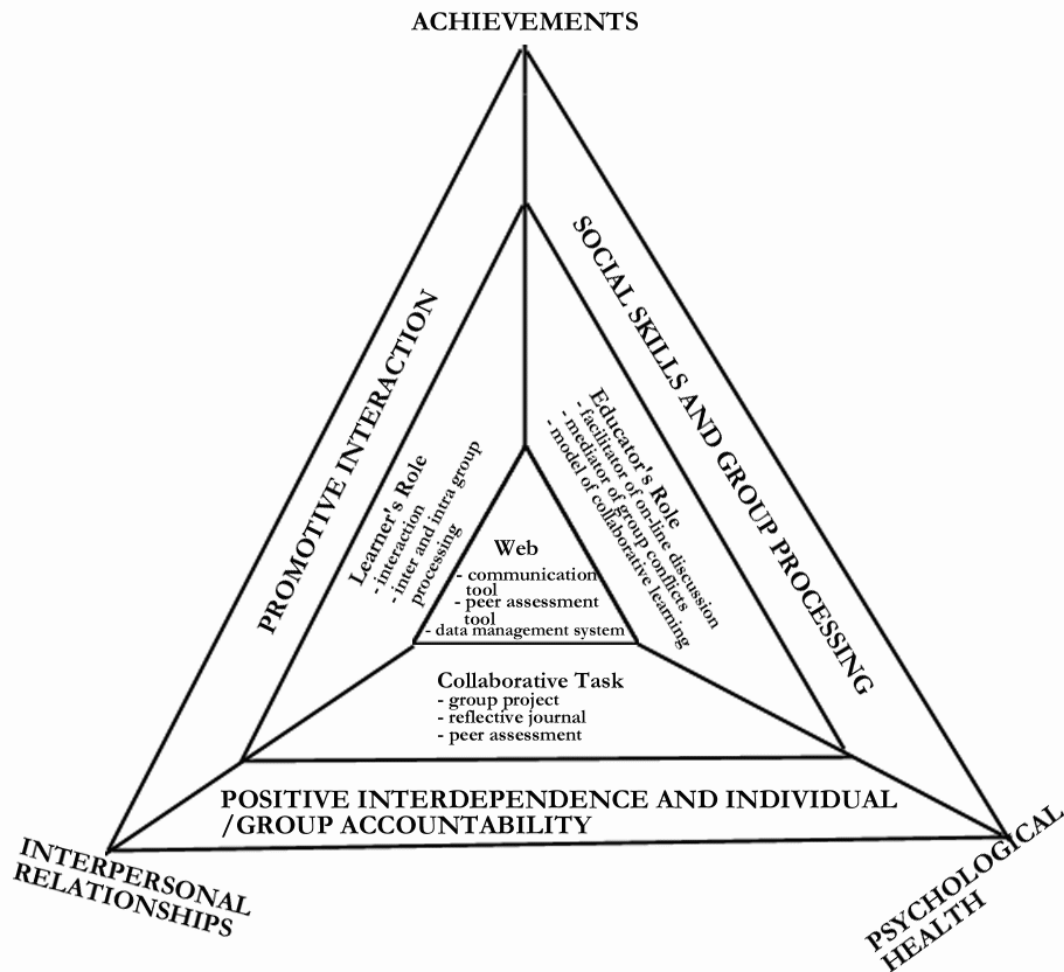 ACHIEVEMENTS
PROMOTIVE INTERACTION
SOCIAL SKILLS AND GROUP PROCESSING
Learner's Role
- interaction
- inter and intra group
processing
Educator's Role
- facilitator of on-line discussion
- mediator of group conflicts
- model of collaborative learning
Web
- communication
tool
- peer assessment
tool
- data management system
Collaborative Task
- group project
- reflective journal
- peer assessment
POSITIVE INTERDEPENDENCE AND INDIVIDUAL
/GROUP ACCOUNTABILITY
INTERPERSONAL
RELATIONSHIPS
PSYCHOLOGICAL
HEALTH